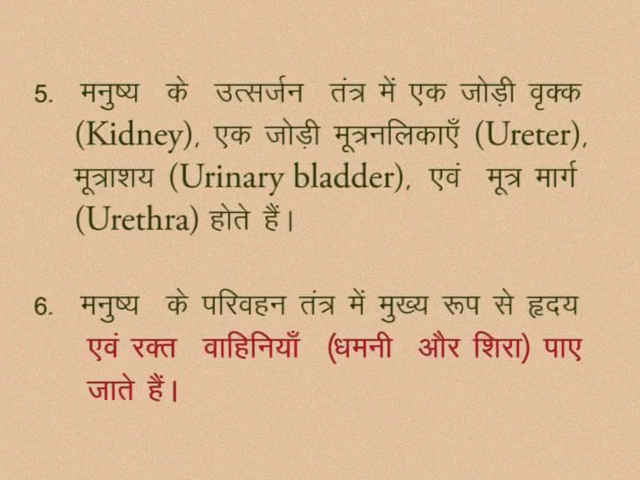 5. मनुष्य के उत्सर्जन तंत्र में एक जोड़ी वृक्क
(Kidney), एक जोड़ी मूत्रनलिकाएँ (Ureter),
मूत्राशय (Urinary bladder), एवं मूत्र मार्ग
(Urethra) होते हैं।
6. मनुष्य के परिवहन तंत्र में मुख्य रूप से हृदय
एवं रक्त वाहिनियाँ (धमनी और शिरा) पाए
जाते हैं।